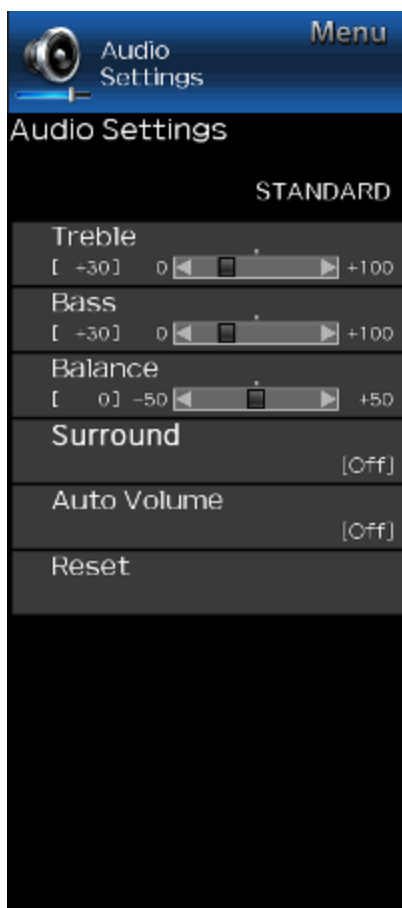 Menu
Audio
Settings
Audio Settings
STANDARD
Treble
[ +30] 0 +100
Bass
[ +30] 0 +100
Balance
[ 0] -50 +50
Surround
[Off]
Auto Volume
[Off]
Reset